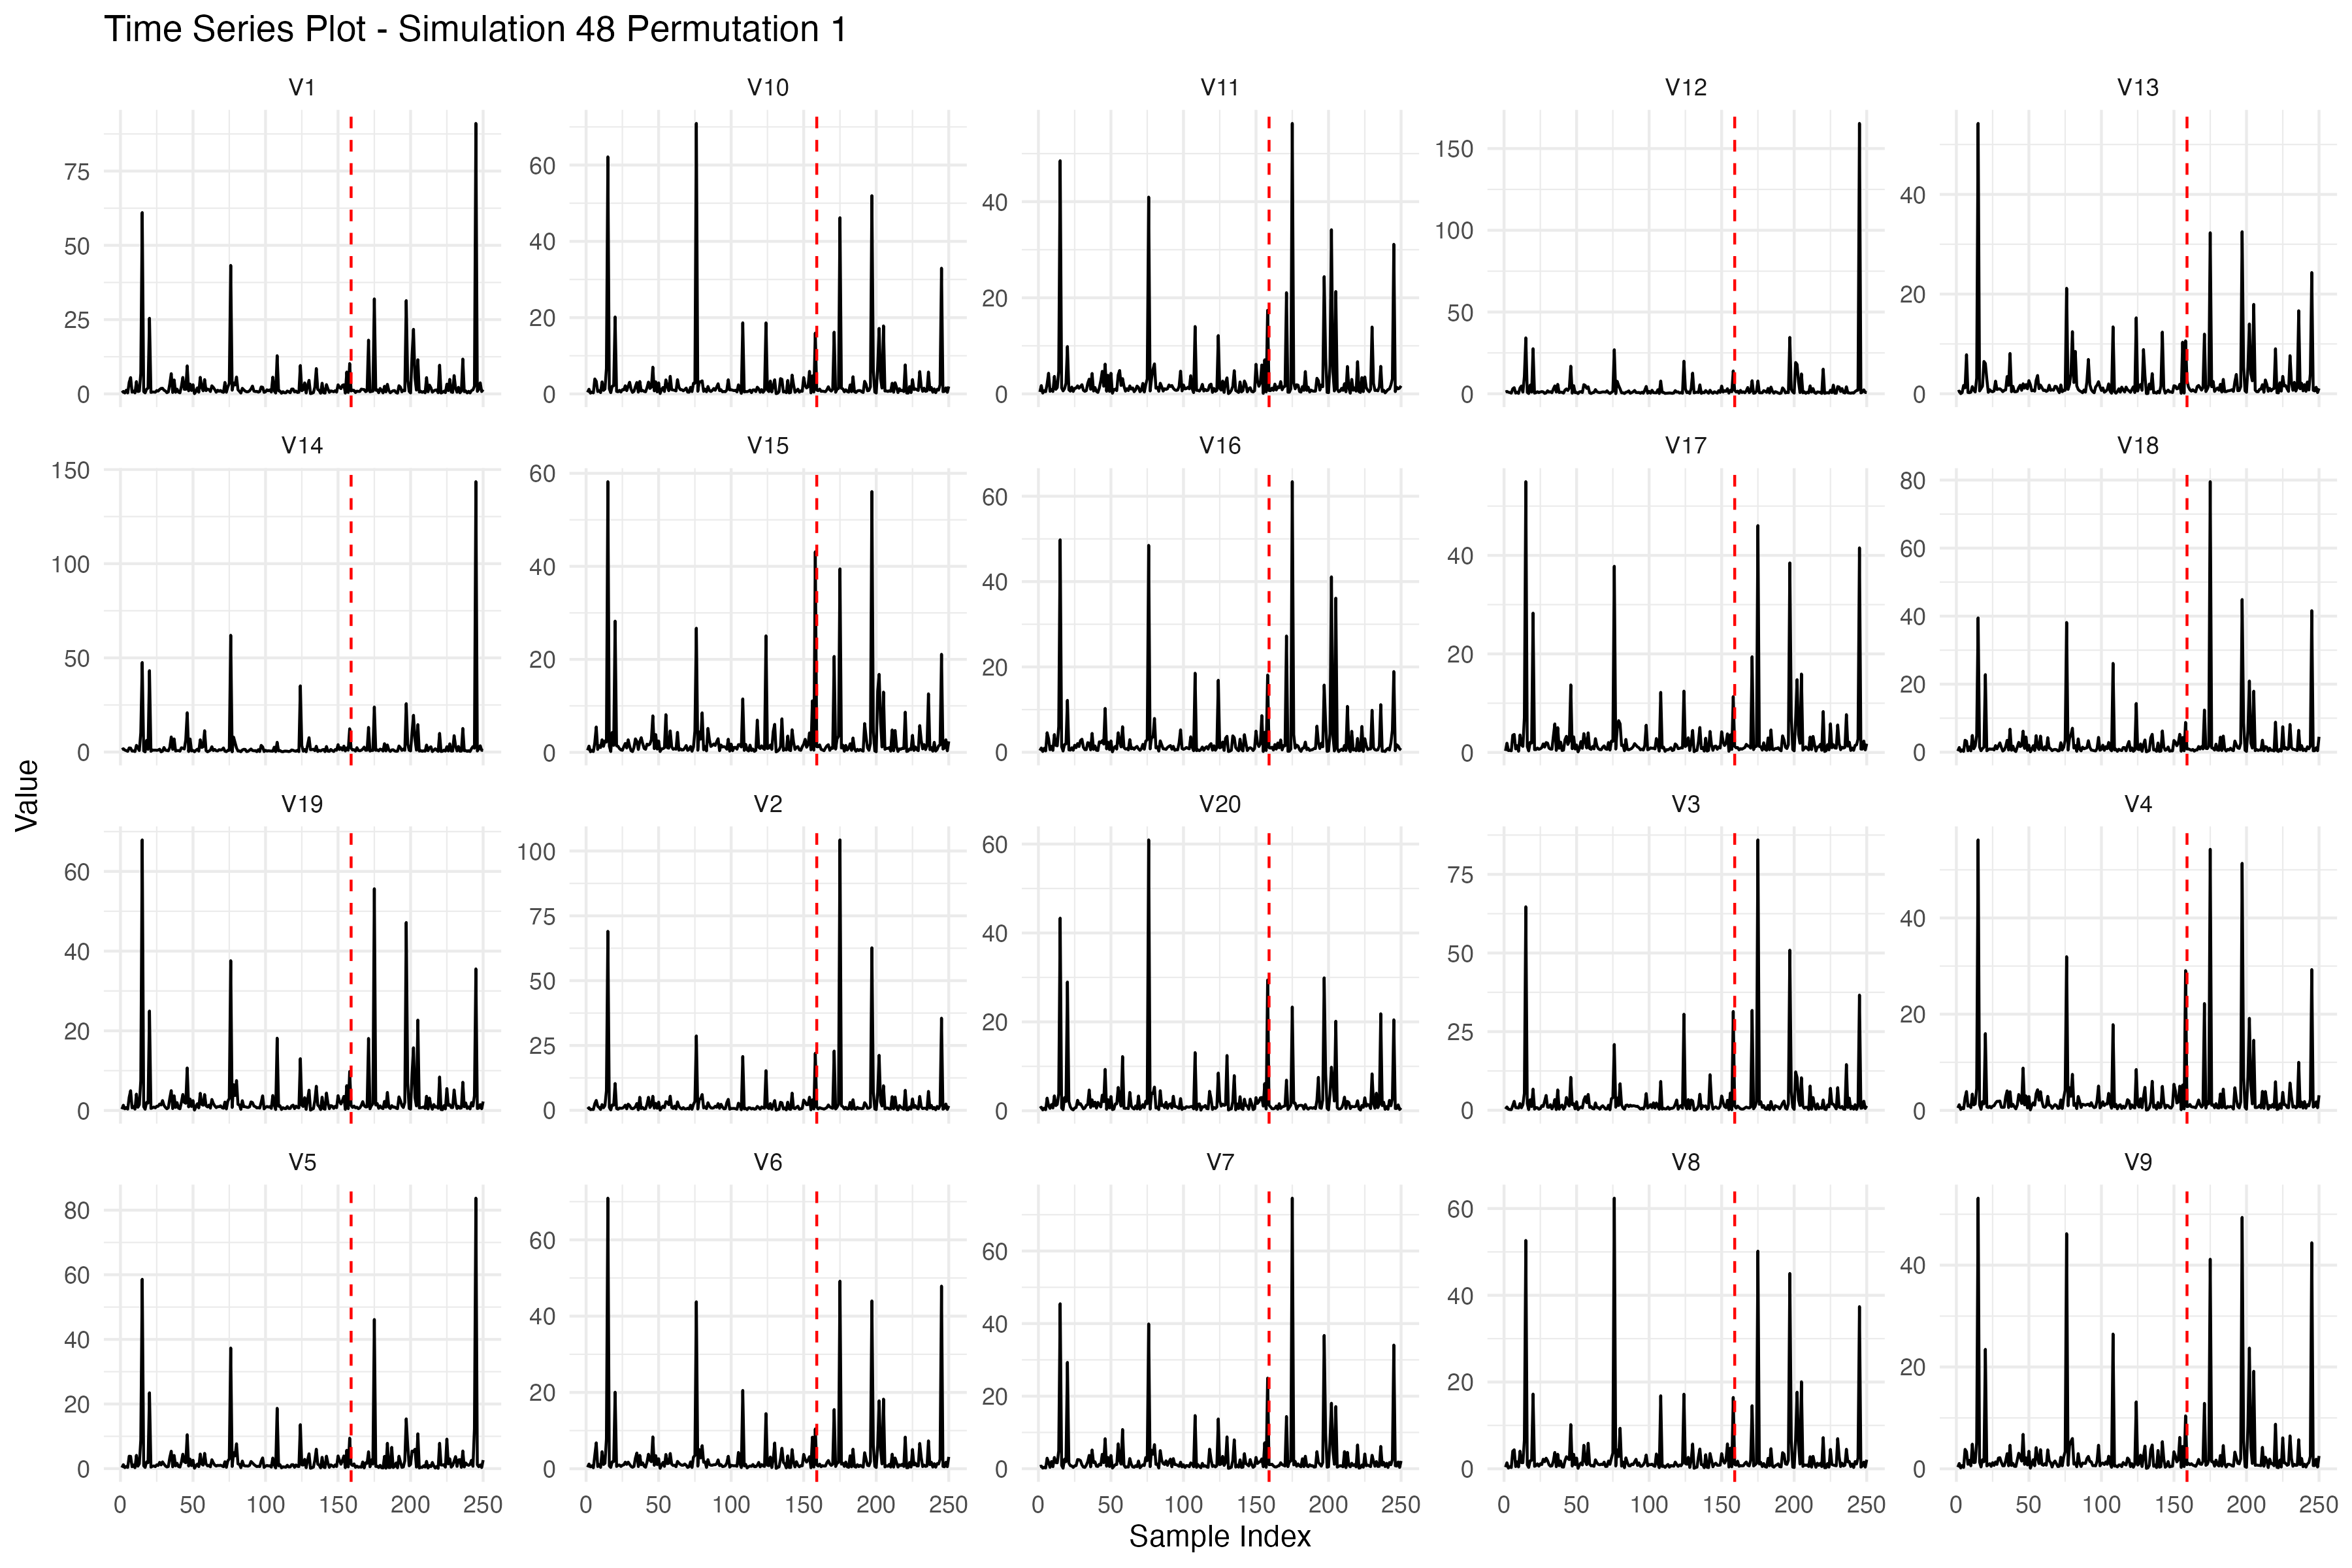 Time Series Plot - Simulation 48 Permutation 1
V1 V10 V11 V12 V13
75 50 25 0
60 40 20 0
40 20 0
150 100 50 0
40 20 0
V14 V15 V16 V17 V18
150 100 50 0
60 40 20 0
60 40 20 0
40 20 0
80 60 40 20 0
V19 V2 V20 V3 V4
60 40 20 0
100 75 50 25 0
60 40 20 0
75 50 25 0
40 20 0
V5 V6 V7 V8 V9
80 60 40 20 0
60 40 20 0
60 40 20 0
60 40 20 0
40 20 0
0 50 100 150 200 250 0 50 100 150 200 250 0 50 100 150 200 250 0 50 100 150 200 250 0 50 100 150 200 250
Sample Index
Value